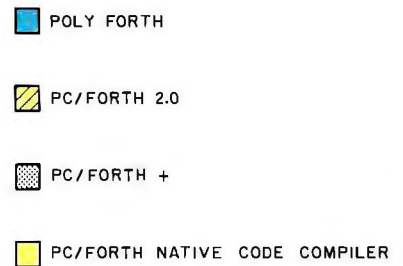 POLY FORTH
PC/FORTH 2.0
PC/FORTH +
PC/FORTH NATIVE CODE COMPILER